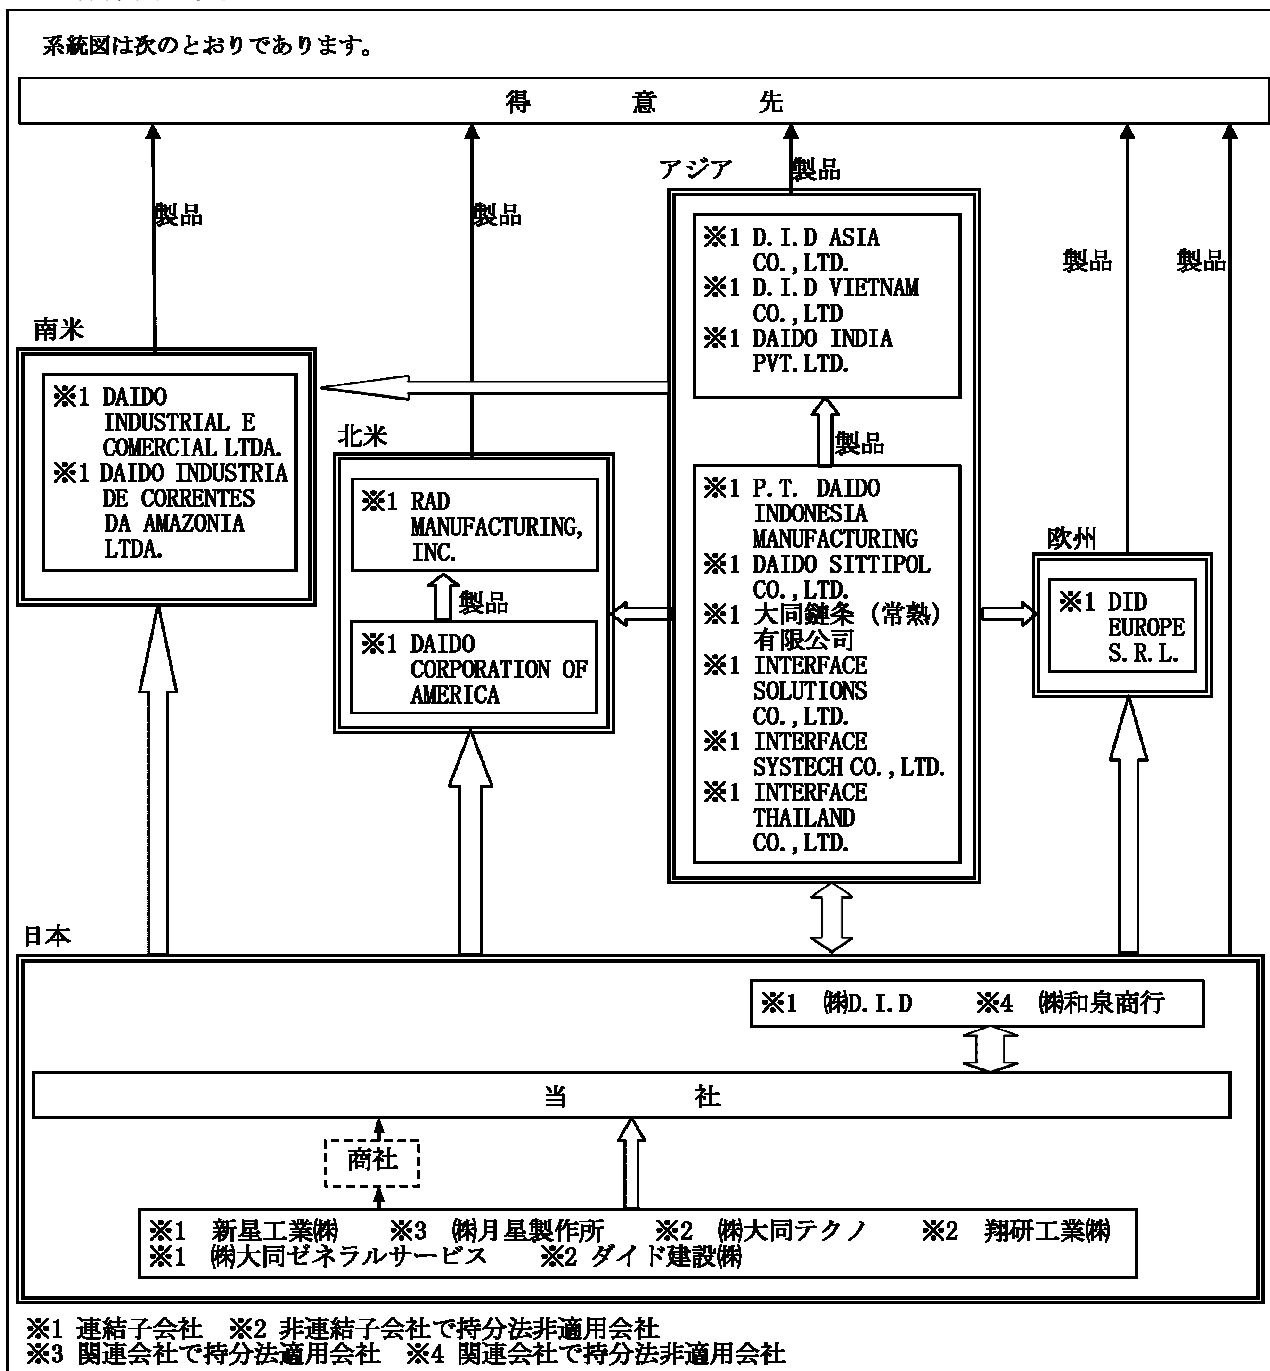 系統図は次のとおりであります。
得意先
アジア
製品
製品
製品
製品
製品
※1 D.I.D ASIA
CO.,LTD.
※1 D.I.D VIETNAM
CO.,LTD
※1 DAIDO INDIA
PVT.LTD.
南米
※1 DAIDO
INDUSTRIAL E
COMERCIAL LTDA.
※1 DAIDO INDUSTRIA
DE CORRENTES
DA AMAZONIA
LTDA.
北米
※1 RAD
MANUFACTURING,
INC.
製品
※1 DAIDO
CORPORATION OF
AMERICA
製品
※1 P.T. DAIDO
INDONESIA
MANUFACTURING
※1 DAIDO SITTIPOL
CO.,LTD.
※1 大同鏈条（常熟）
有限公司
※1 INTERFACE
SOLUTIONS
CO.,LTD.
※1 INTERFACE
SYSTECH CO.,LTD.
※1 INTERFACE
THAILAND
CO.,LTD.
欧州
※1 DID
EUROPE
S.R.L.
日本
※1 ㈱D.I.D ※4 ㈱和泉商行
当社
商社
※1 新星工業㈱ ※3 ㈱月星製作所 ※2 ㈱大同テクノ ※2 翔研工業㈱
※1 ㈱大同ゼネラルサービス ※2 ダイド建設㈱
※1 連結子会社 ※2 非連結子会社で持分法非適用会社
※3 関連会社で持分法適用会社 ※4 関連会社で持分法非適用会社